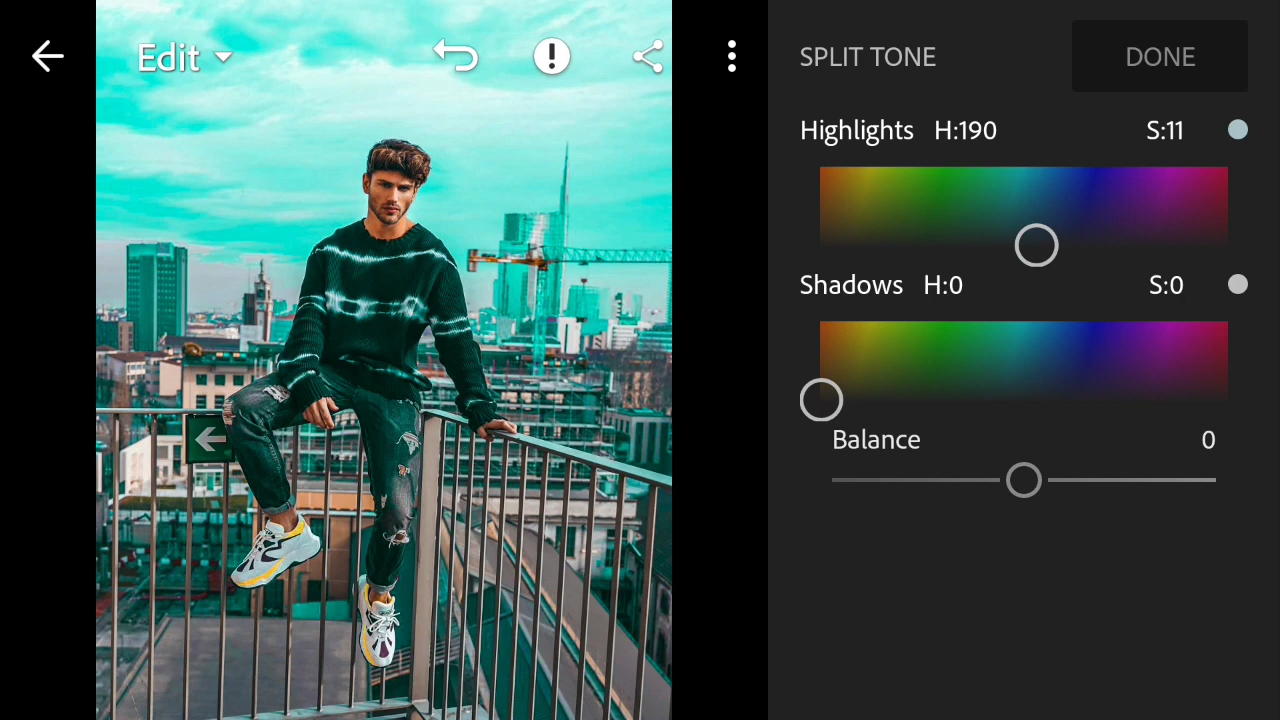 Edit
SPLIT TONE
DONE
Highlights H:190 S:11
Shadows H:0 S:0
Balance 0